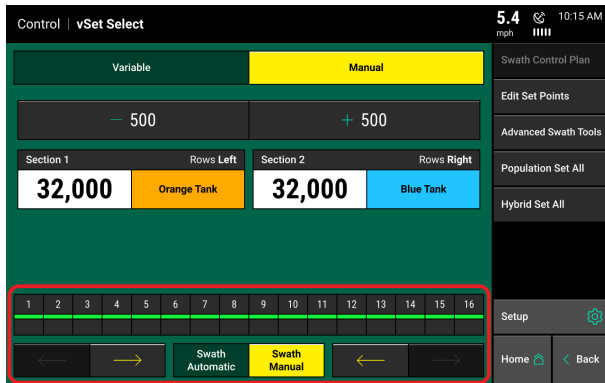 Control | vSet Select
5.4 mph
10:15 AM
Variable
Manual
− 500
+ 500
Section 1
Rows Left
Section 2
Rows Right
32,000
Orange Tank
32,000
Blue Tank
1 2 3 4 5 6 7 8 9 10 11 12 13 14 15 16
Swath
Automatic
Swath
Manual
Swath Control Plan
Edit Set Points
Advanced Swath Tools
Population Set All
Hybrid Set All
Setup
Home
< Back